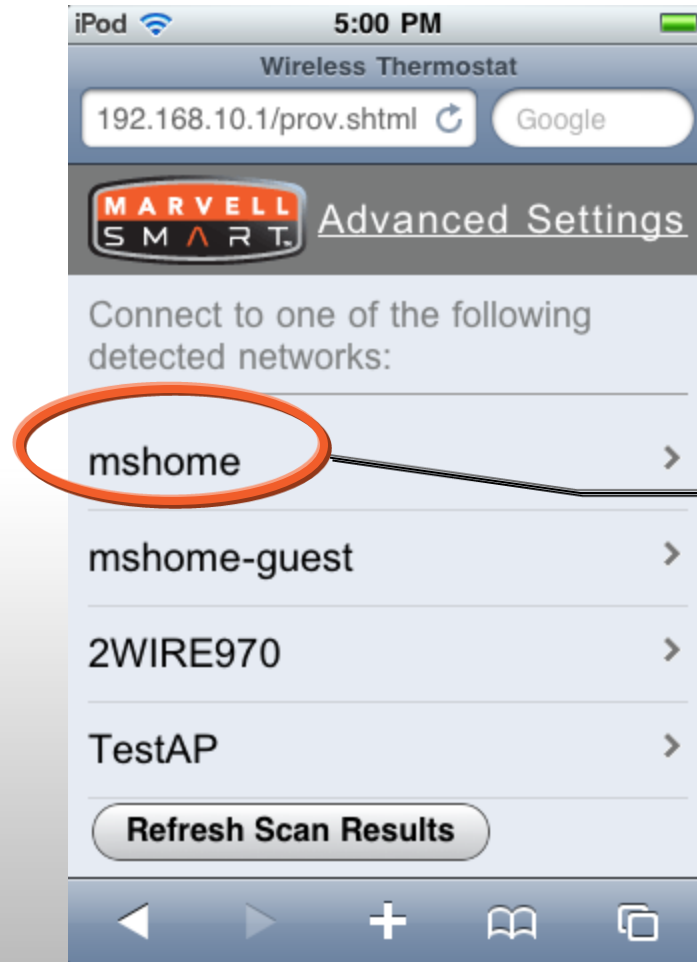 iPod 5:00 PM
Wireless Thermostat
192.168.10.1/prov.shtml Google
MARVELL
SMART™ Advanced Settings
Connect to one of the following
detected networks:
mshome
mshome-guest
2WIRE970
TestAP
Refresh Scan Results